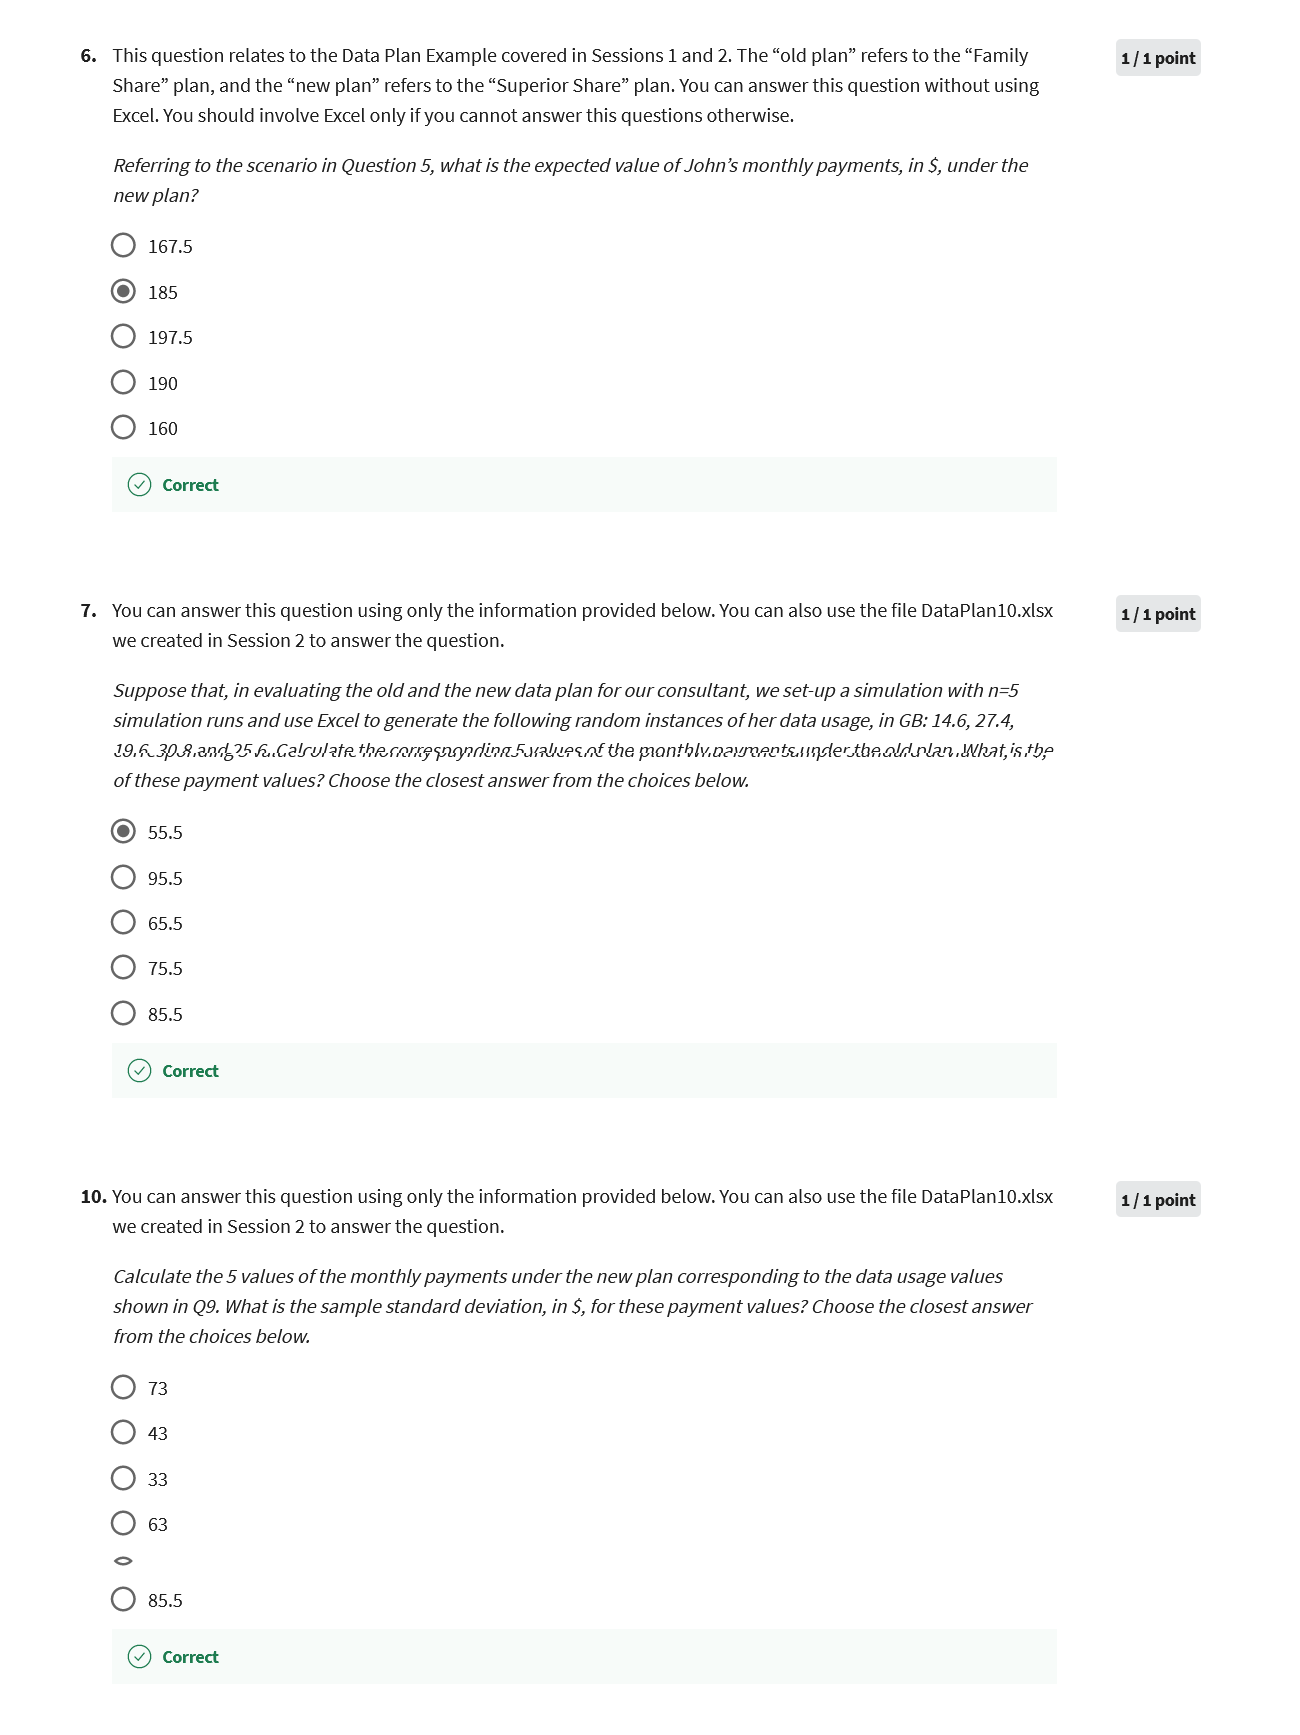 6. This question relates to the Data Plan Example covered in Sessions 1 and 2. The “old plan” refers to the “Family
1 / 1 point
Share” plan, and the “new plan” refers to the “Superior Share” plan. You can answer this question without using
Excel. You should involve Excel only if you cannot answer this questions otherwise.
Referring to the scenario in Question 5, what is the expected value of John’s monthly payments, in $, under the
new plan?
167.5
185
197.5
190
160
Correct
7. You can answer this question using only the information provided below. You can also use the file DataPlan10.xlsx
1 / 1 point
we created in Session 2 to answer the question.
Suppose that, in evaluating the old and the new data plan for our consultant, we set-up a simulation with n=5
simulation runs and use Excel to generate the following random instances of her data usage, in GB: 14.6, 27.4,
19.6, 30.8 and 25.6. Calculate the corresponding 5 values of the monthly payments under the old plan. What is the
of these payment values? Choose the closest answer from the choices below.
55.5
95.5
65.5
75.5
85.5
Correct
10. You can answer this question using only the information provided below. You can also use the file DataPlan10.xlsx
1 / 1 point
we created in Session 2 to answer the question.
Calculate the 5 values of the monthly payments under the new plan corresponding to the data usage values
shown in Q9. What is the sample standard deviation, in $, for these payment values? Choose the closest answer
from the choices below.
73
43
33
63
85.5
Correct